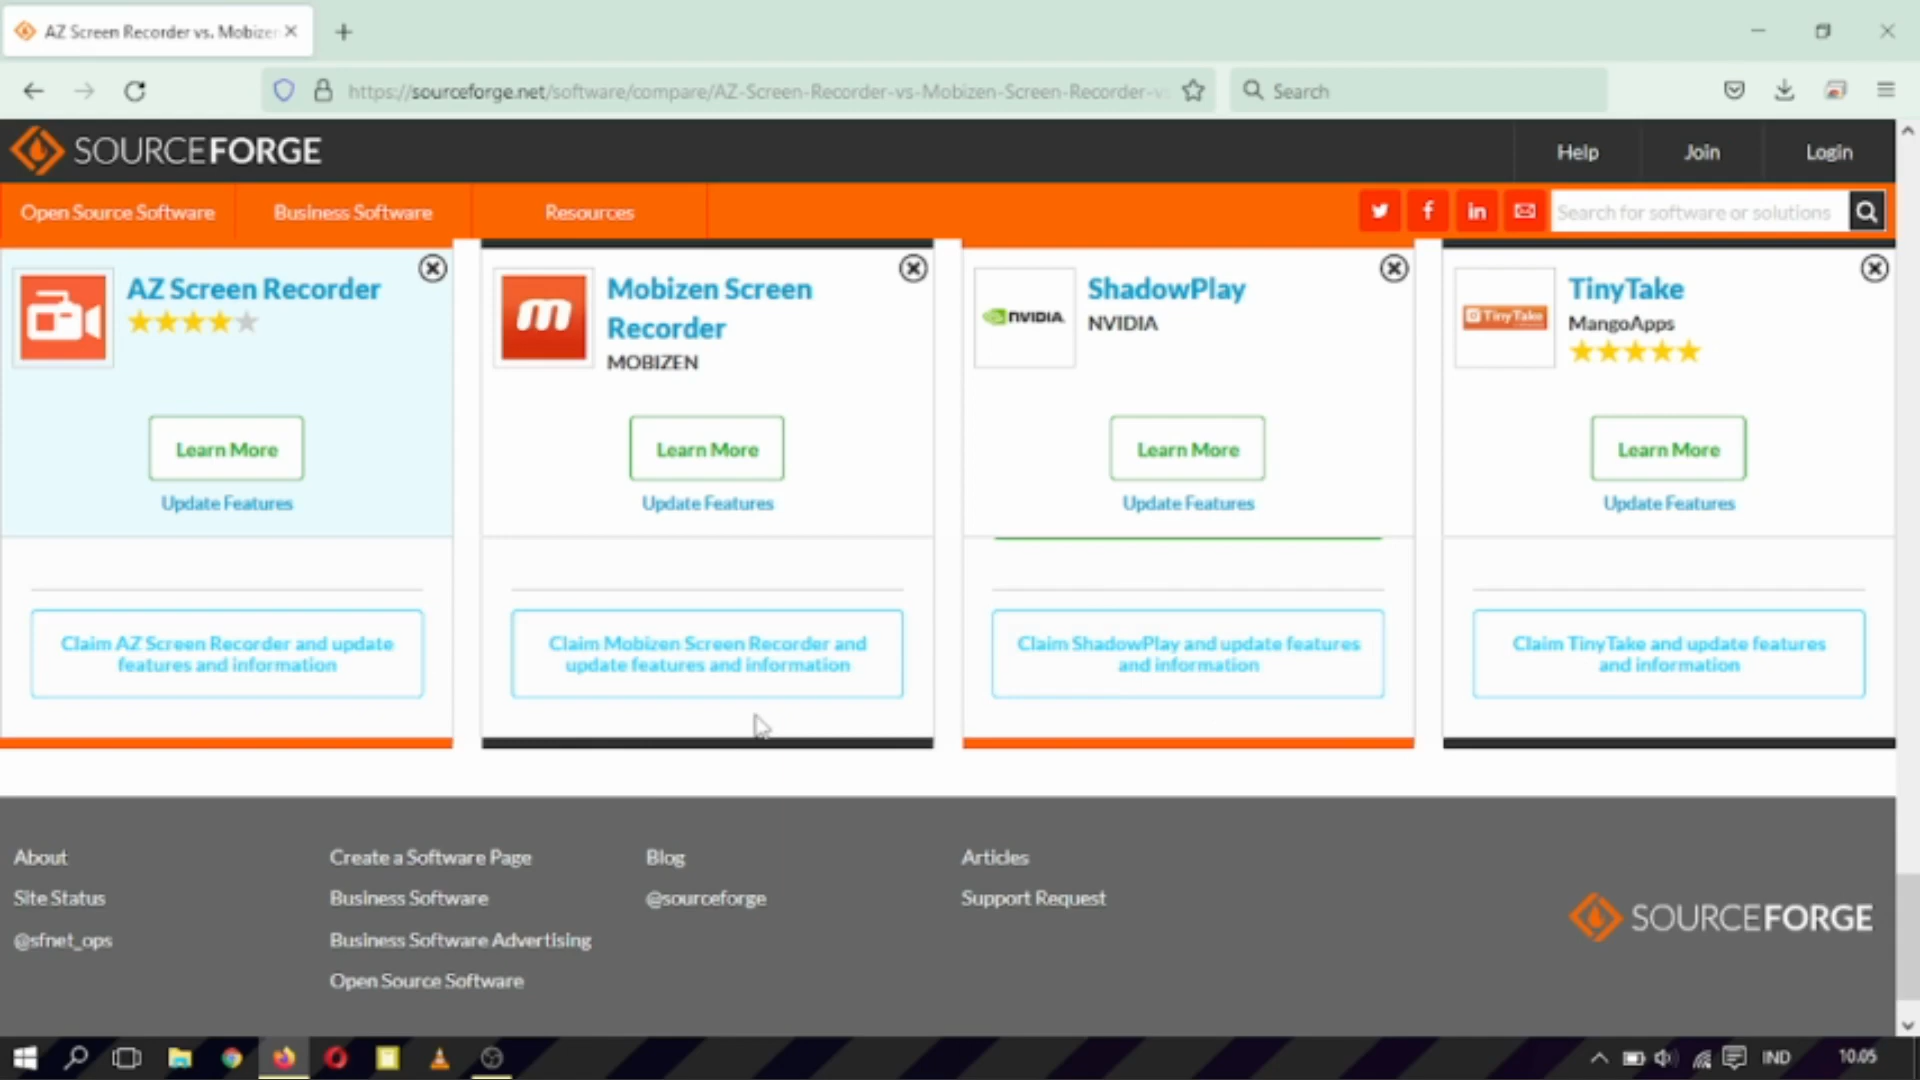 AZ Screen Recorder vs. Mobizen
https://sourceforge.net/software/compare/AZ-Screen-Recorder-vs-Mobizen-Screen-Recorder-v
Search
SOURCEFORGE
Help
Join
Login
Open Source Software
Business Software
Resources
Search for software or solutions
AZ Screen Recorder
Learn More
Update Features
Claim AZ Screen Recorder and update
features and information
m
Mobizen Screen
Recorder
MOBIZEN
Learn More
Update Features
Claim Mobizen Screen Recorder and
update features and information
NVIDIA
ShadowPlay
NVIDIA
Learn More
Update Features
Claim ShadowPlay and update features
and information
TinyTake
TinyTake
MangoApps
Learn More
Update Features
Claim TinyTake and update features
and information
About
Site Status
@sfnet_ops
Create a Software Page
Business Software
Business Software Advertising
Open Source Software
Blog
@sourceforge
Articles
Support Request
SOURCEFORGE
IND
10.05